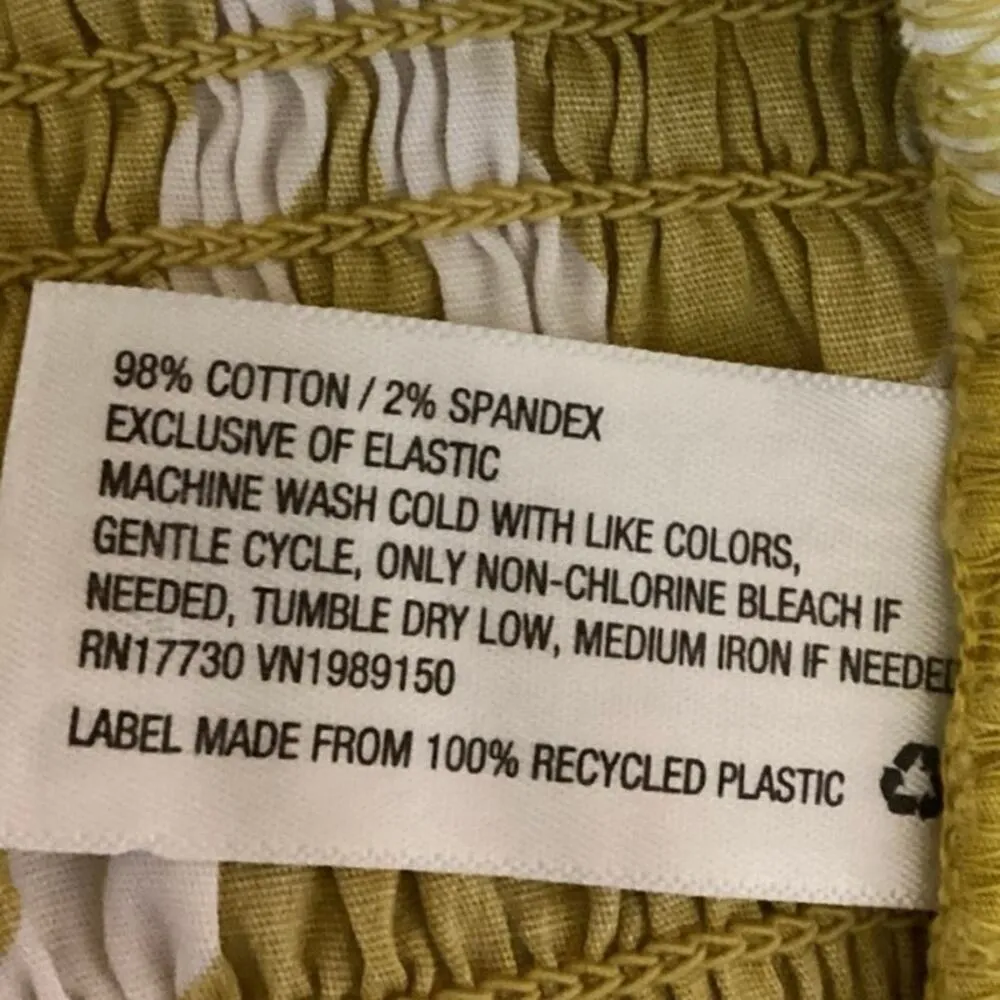 98% COTTON / 2% SPANDEX
EXCLUSIVE OF ELASTIC
MACHINE WASH COLD WITH LIKE COLORS,
GENTLE CYCLE, ONLY NON-CHLORINE BLEACH IF
NEEDED, TUMBLE DRY LOW, MEDIUM IRON IF NEEDED
RN17730 VN1989150
LABEL MADE FROM 100% RECYCLED PLASTIC